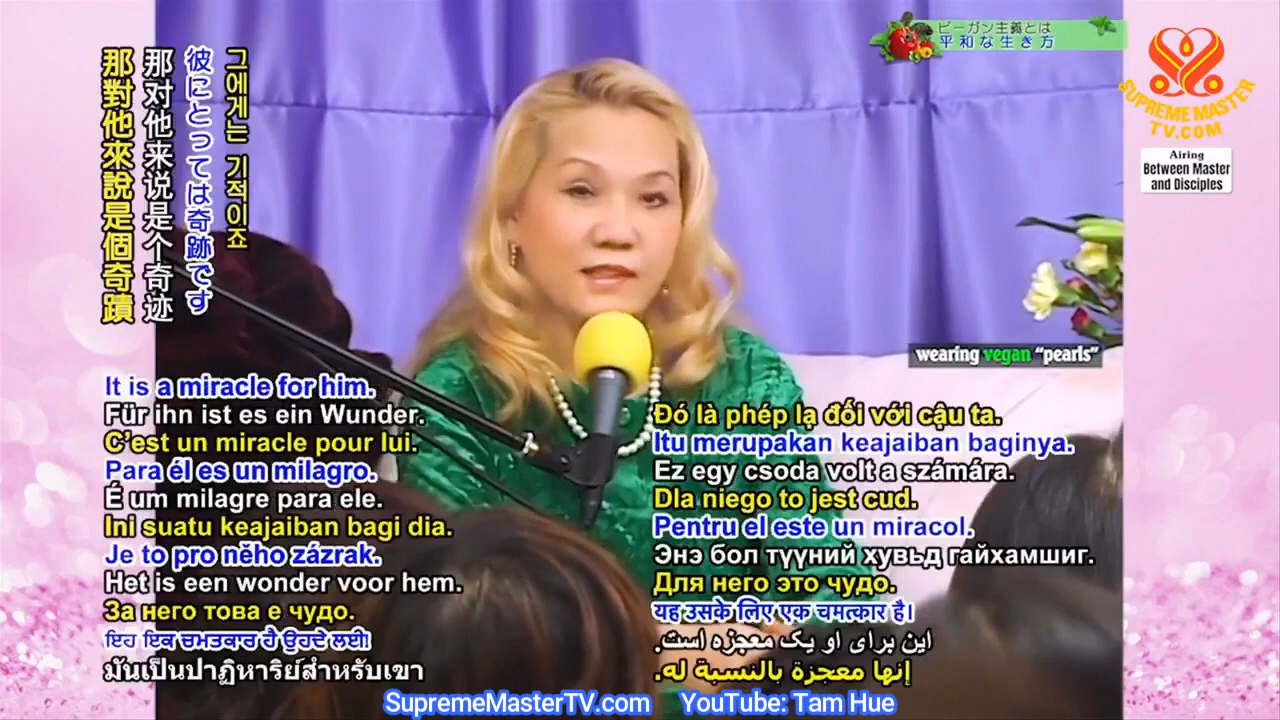 ビーガン主義とは
平和な生き方
SUPREME MASTER
TV.COM
Airing
Between Master
and Disciples
그에게는 기적이죠
彼にとっては奇跡です
那对他来说是个奇迹
那對他來說是個奇蹟
wearing vegan “pearls”
It is a miracle for him.
Für ihn ist es ein Wunder.
C’est un miracle pour lui.
Para él es un milagro.
É um milagre para ele.
Ini suatu keajaiban bagi dia.
Je to pro něho zázrak.
Het is een wonder voor hem.
За него това е чудо.
ਇਹ ਇਕ ਚਮਤਕਾਰ ਹੈ ਉਹਦੇ ਲਈ।
มันเป็นปาฏิหาริย์สำหรับเขา
Đó là phép lạ đối với cậu ta.
Itu merupakan keajaiban baginya.
Ez egy csoda volt a számára.
Dla niego to jest cud.
Pentru el este un miracol.
Энэ бол түүний хувьд гайхамшиг.
Для него это чудо.
यह उसके लिए एक चमत्कार है।
این برای او یک معجزه است.
إنها معجزة بالنسبة له.
SupremeMasterTV.com YouTube: Tam Hue